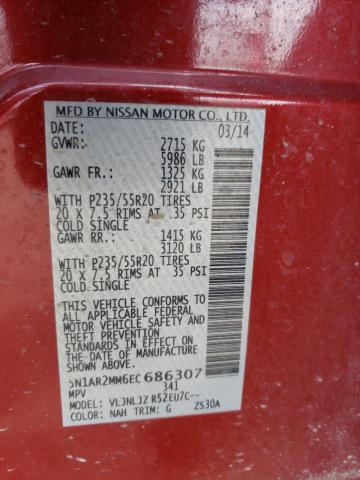 MFD BY NISSAN MOTOR CO., LTD.
DATE: 03/14
GVWR: 2715 KG
5986 LB
GAWR FR.: 1325 KG
2921 LB
WITH P235/55R20 TIRES
20 x 7.5 RIMS AT 35 PSI
COLD SINGLE
GAWR RR.: 1415 KG
3120 LB
WITH P235/55R20 TIRES
20 x 7.5 RIMS AT 35 PSI
COLD SINGLE
THIS VEHICLE CONFORMS TO
ALL APPLICABLE FEDERAL
MOTOR VEHICLE SAFETY AND
THEFT PREVENTION
STANDARDS IN EFFECT ON
THE DATE OF MANUFACTURE
SHOWN ABOVE.
5N1AR2MM6EC686307
MPV 341
MODEL: VLJNLJZ R52EU7C--
COLOR: NAH TRIM: G ZS30A